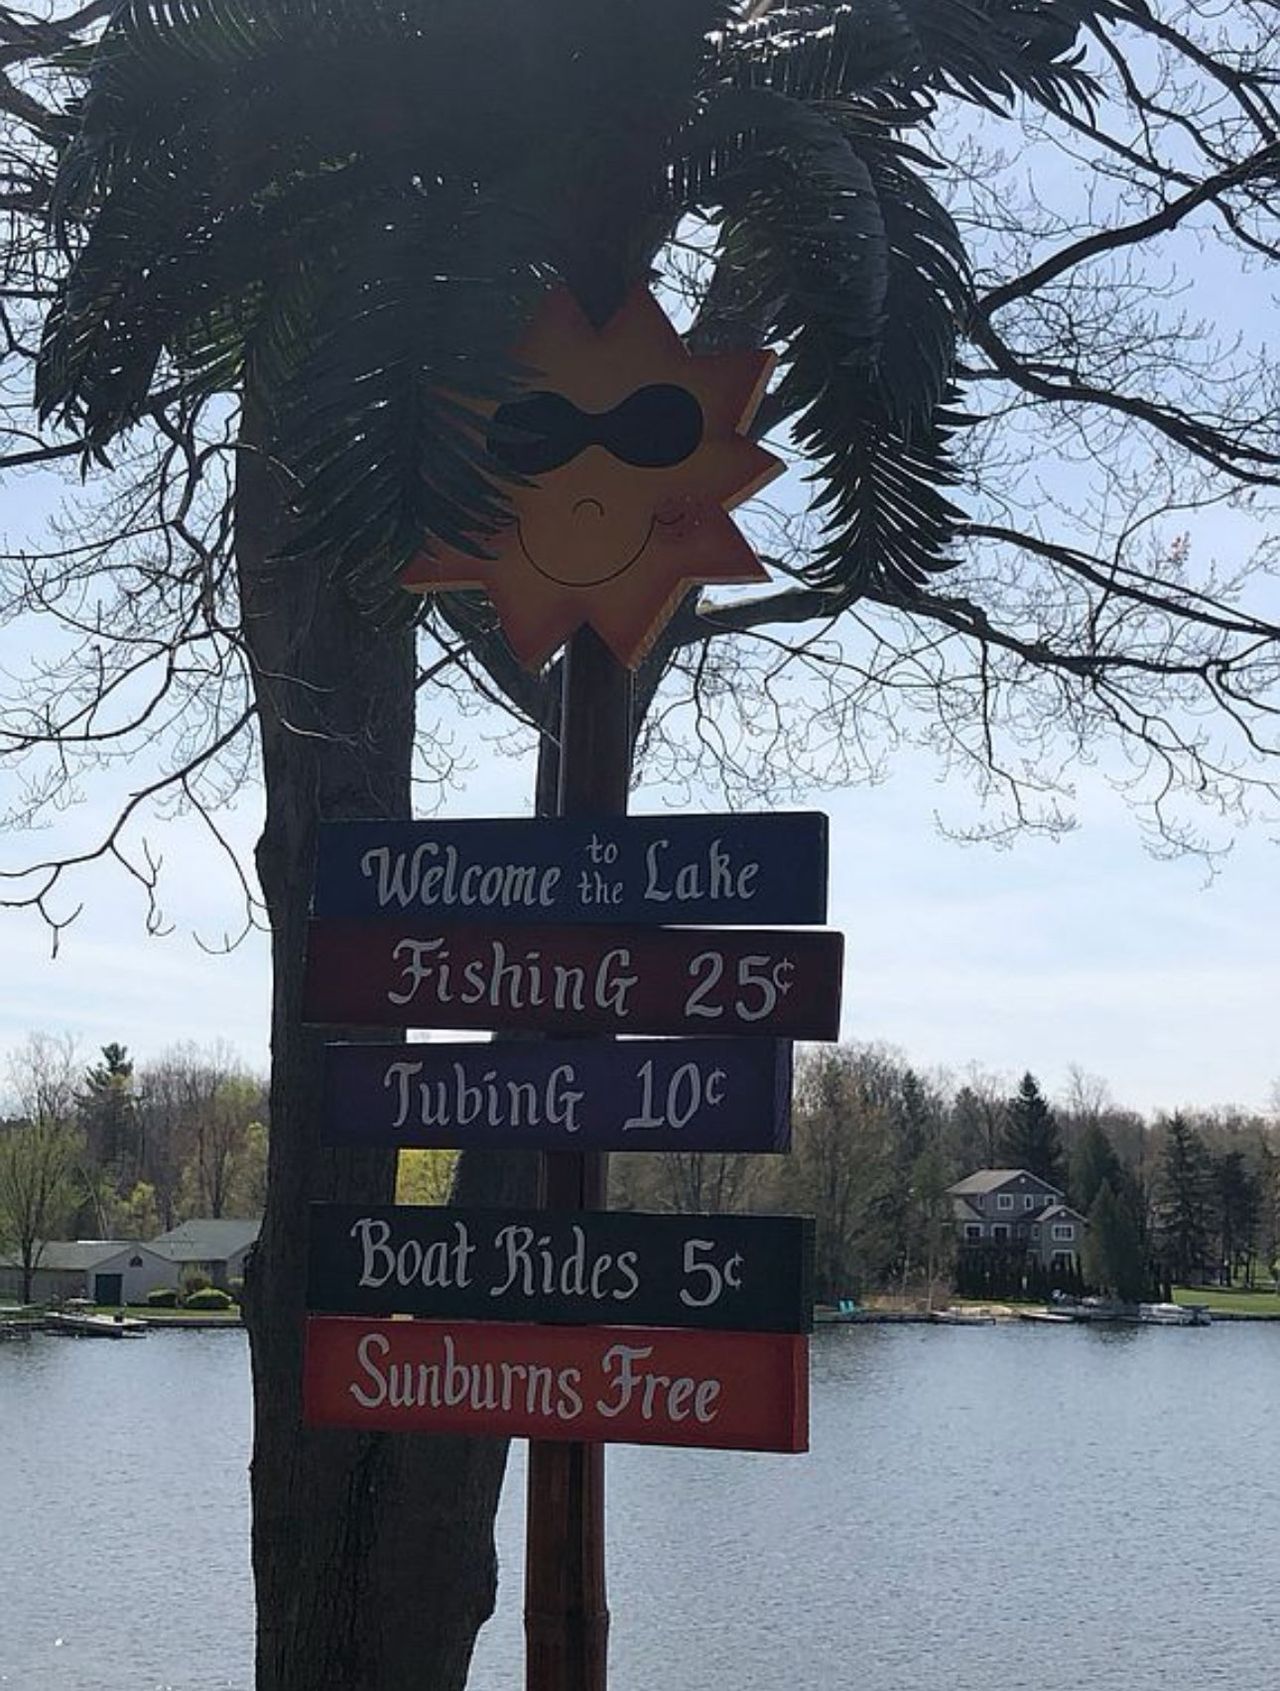 Welcome to the Lake
Fishing 25¢
Tubing 10¢
Boat Rides 5¢
Sunburns Free